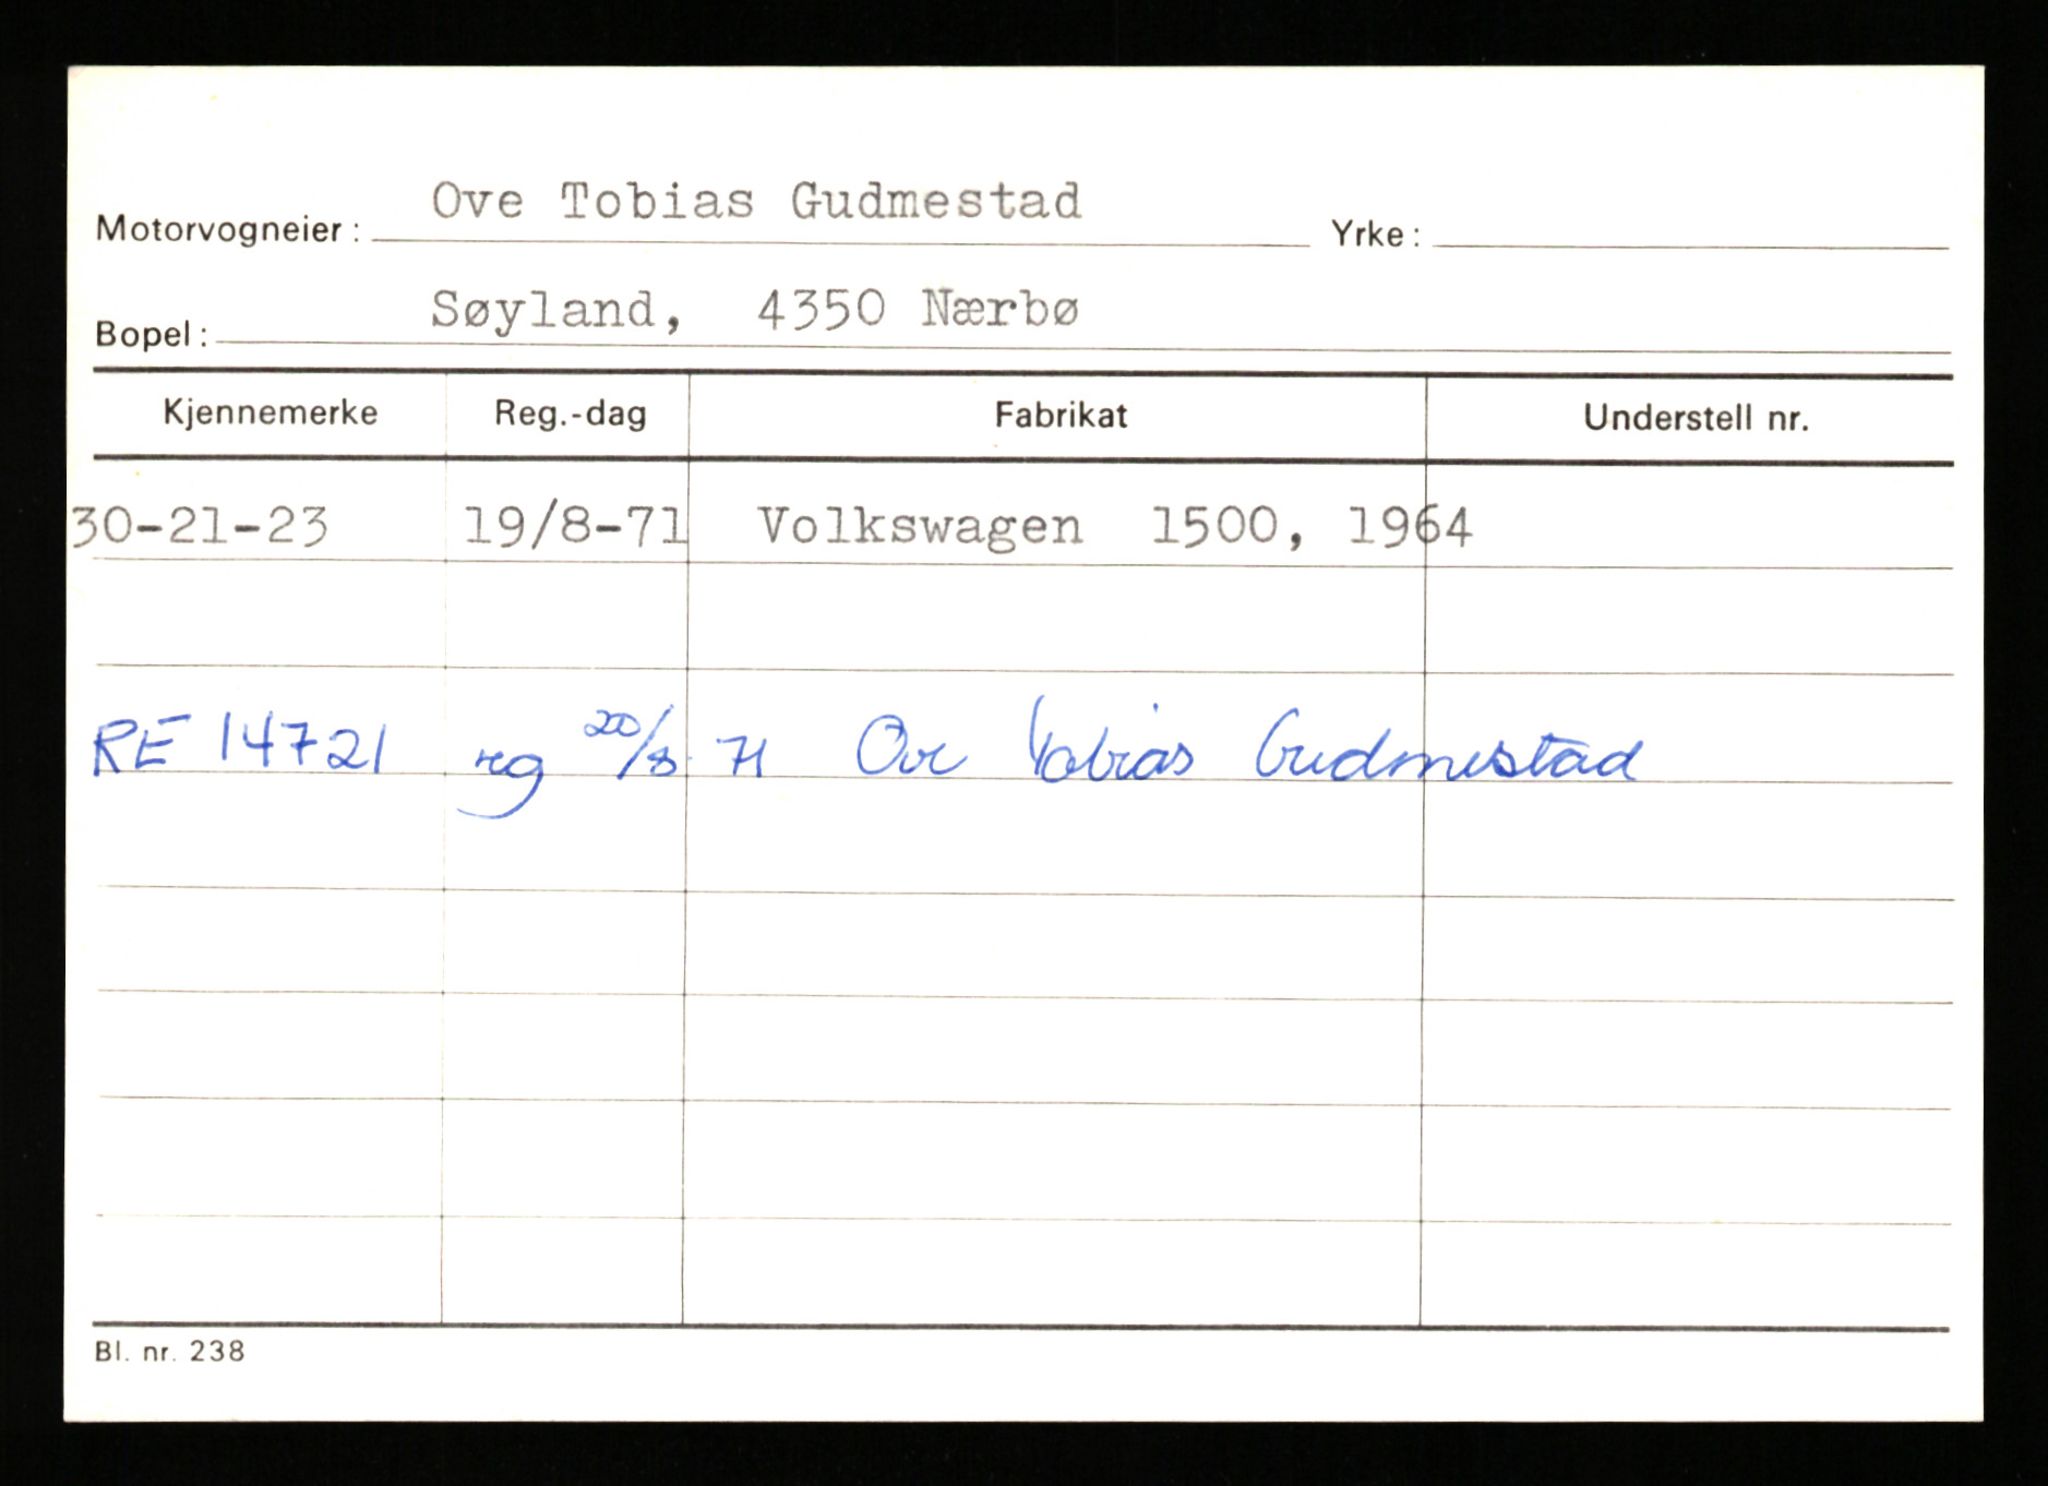 Motorvogneier: Ove Tobias Gudmestad Yrke:
Bopel: Søyland, 4350 Nærbø
Kjennemerke Reg.-dag Fabrikat Understell nr.
30-21-23 19/8-71 Volkswagen 1500, 1964
RE 14721 reg 20/8 71 Ove Tobias Gudmestad
Bl. nr. 238